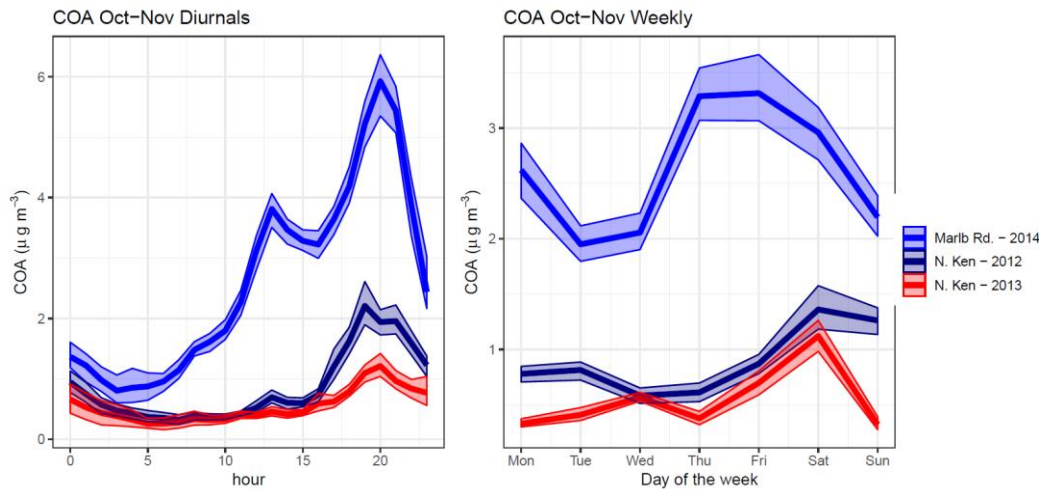 COA Oct−Nov Diurnals
COA (μ g m⁻³)
6
4
2
0
0
5
10
15
20
hour
COA Oct−Nov Weekly
COA (μ g m⁻³)
3
2
1
Mon
Tue
Wed
Thu
Fri
Sat
Sun
Day of the week
Marlb Rd. − 2014
N. Ken − 2012
N. Ken − 2013